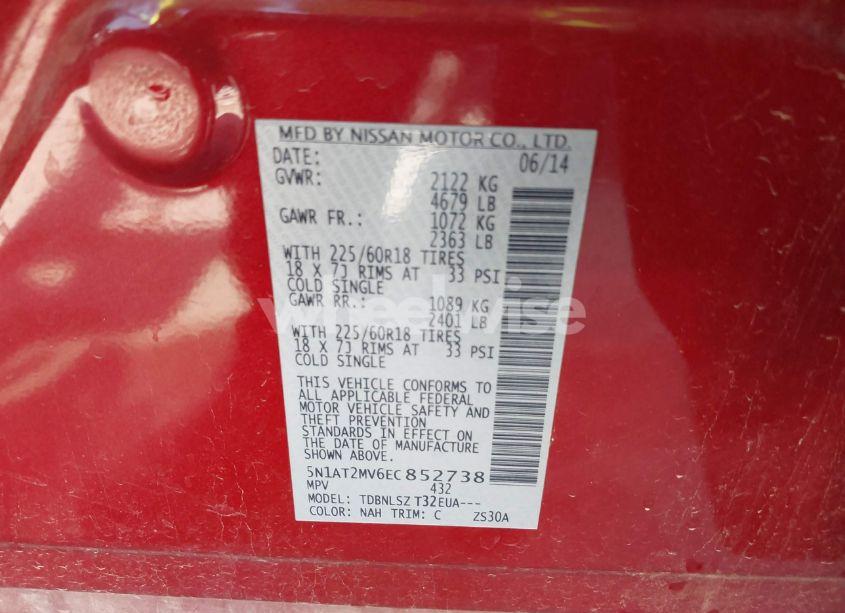 MFD BY NISSAN MOTOR CO., LTD.
DATE: 06/14
GVWR: 2122 KG
4679 LB
GAWR FR.: 1072 KG
2363 LB
WITH 225/60R18 TIRES
18 X 7J RIMS AT 33 PSI
COLD SINGLE
GAWR RR.: 1089 KG
2401 LB
WITH 225/60R18 TIRES
18 X 7J RIMS AT 33 PSI
COLD SINGLE
THIS VEHICLE CONFORMS TO
ALL APPLICABLE FEDERAL
MOTOR VEHICLE SAFETY AND
THEFT PREVENTION
STANDARDS IN EFFECT ON
THE DATE OF MANUFACTURE
SHOWN ABOVE.
5N1AT2MV6EC852738
MPV 432
MODEL: TDBNLSZ T32EUA---
COLOR: NAH TRIM: C ZS30A
wheelwise